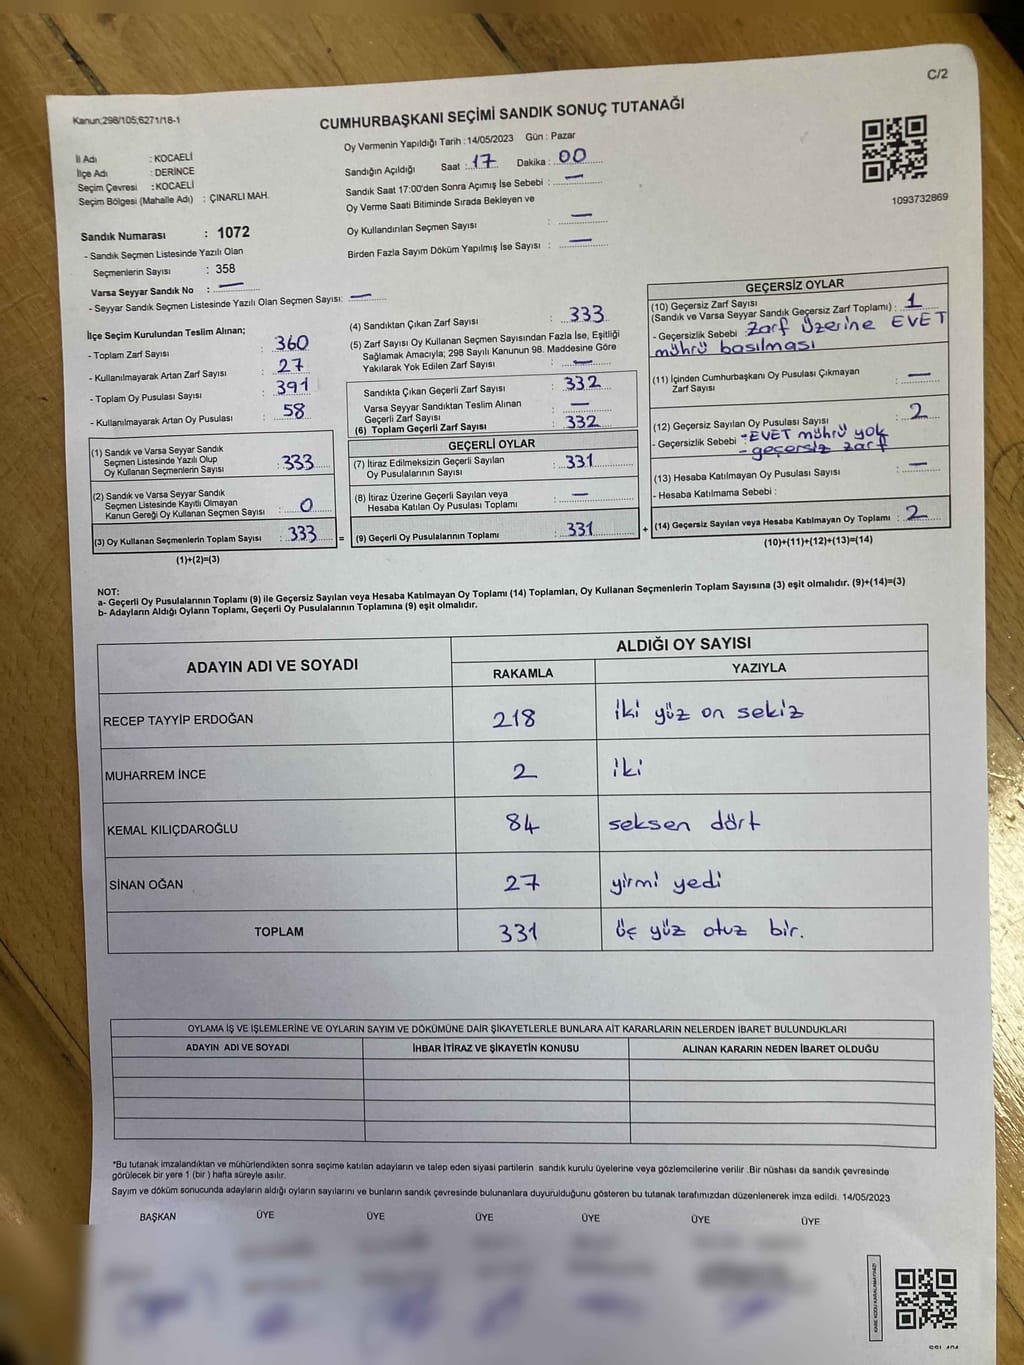 C/2
Kanun;298/105;6271/18-1
CUMHURBAŞKANI SEÇİMİ SANDIK SONUÇ TUTANAĞI
Oy Vermenin Yapıldığı Tarih : 14/05/2023 Gün : Pazar
İl Adı : KOCAELİ
İlçe Adı : DERİNCE
Seçim Çevresi : KOCAELİ
Seçim Bölgesi (Mahalle Adı) : ÇINARLI MAH.
Sandığın Açıldığı Saat : 17 Dakika : 00
Sandık Saat 17:00'den Sonra Açımış İse Sebebi : —
Oy Verme Saati Bitiminde Sırada Bekleyen ve
Oy Kullandırılan Seçmen Sayısı : —
Birden Fazla Sayım Döküm Yapılmış İse Sayısı : —
1093732869
Sandık Numarası : 1072
- Sandık Seçmen Listesinde Yazılı Olan
Seçmenlerin Sayısı : 358
Varsa Seyyar Sandık No : —
- Seyyar Sandık Seçmen Listesinde Yazılı Olan Seçmen Sayısı: —
İlçe Seçim Kurulundan Teslim Alınan;
- Toplam Zarf Sayısı : 360
- Kullanılmayarak Artan Zarf Sayısı : 27
- Toplam Oy Pusulası Sayısı : 391
- Kullanılmayarak Artan Oy Pusulası : 58
(1) Sandık ve Varsa Seyyar Sandık
Seçmen Listesinde Yazılı Olup
Oy Kullanan Seçmenlerin Sayısı : 333
(2) Sandık ve Varsa Seyyar Sandık
Seçmen Listesinde Kayıtlı Olmayan
Kanun Gereği Oy Kullanan Seçmen Sayısı : 0
(3) Oy Kullanan Seçmenlerin Toplam Sayısı : 333 =
(1)+(2)=(3)
(4) Sandıktan Çıkan Zarf Sayısı : 333
(5) Zarf Sayısı Oy Kullanan Seçmen Sayısından Fazla İse, Eşitliği
Sağlamak Amacıyla; 298 Sayılı Kanunun 98. Maddesine Göre
Yakılarak Yok Edilen Zarf Sayısı : —
Sandıkta Çıkan Geçerli Zarf Sayısı : 332
Varsa Seyyar Sandıktan Teslim Alınan
Geçerli Zarf Sayısı : —
(6) Toplam Geçerli Zarf Sayısı : 332
GEÇERLİ OYLAR
(7) İtiraz Edilmeksizin Geçerli Sayılan
Oy Pusulalarının Sayısı : 331
(8) İtiraz Üzerine Geçerli Sayılan veya
Hesaba Katılan Oy Pusulası Toplamı : —
(9) Geçerli Oy Pusulalarının Toplamı : 331 +
GEÇERSİZ OYLAR
(10) Geçersiz Zarf Sayısı
(Sandık ve Varsa Seyyar Sandık Geçersiz Zarf Toplamı) : 1
- Geçersizlik Sebebi : Zarf Üzerine EVET
mührü basılması
(11) İçinden Cumhurbaşkanı Oy Pusulası Çıkmayan
Zarf Sayısı : —
(12) Geçersiz Sayılan Oy Pusulası Sayısı : 2
- Geçersizlik Sebebi - EVET mührü yok
- geçersiz zarf
(13) Hesaba Katılmayan Oy Pusulası Sayısı : —
- Hesaba Katılmama Sebebi :
(14) Geçersiz Sayılan veya Hesaba Katılmayan Oy Toplamı : 2
(10)+(11)+(12)+(13)=(14)
NOT:
a- Geçerli Oy Pusulalarının Toplamı (9) ile Geçersiz Sayılan veya Hesaba Katılmayan Oy Toplamı (14) Toplamları, Oy Kullanan Seçmenlerin Toplam Sayısına (3) eşit olmalıdır. (9)+(14)=(3)
b- Adayların Aldığı Oyların Toplamı, Geçerli Oy Pusulalarının Toplamına (9) eşit olmalıdır.
ADAYIN ADI VE SOYADI ALDIĞI OY SAYISI
RAKAMLA YAZIYLA
RECEP TAYYİP ERDOĞAN 218 iki yüz on sekiz
MUHARREM İNCE 2 iki
KEMAL KILIÇDAROĞLU 84 seksen dört
SİNAN OĞAN 27 yirmi yedi
TOPLAM 331 üç yüz otuz bir.
OYLAMA İŞ VE İŞLEMLERİNE VE OYLARIN SAYIM VE DÖKÜMÜNE DAİR ŞİKAYETLERLE BUNLARA AİT KARARLARIN NELERDEN İBARET BULUNDUKLARI
ADAYIN ADI VE SOYADI İHBAR İTİRAZ VE ŞİKAYETİN KONUSU ALINAN KARARIN NEDEN İBARET OLDUĞU
*Bu tutanak imzalandıktan ve mühürlendikten sonra seçime katılan adayların ve talep eden siyasi partilerin sandık kurulu üyelerine veya gözlemcilerine verilir .Bir nüshası da sandık çevresinde
görülecek bir yere 1 (bir ) hafta süreyle asılır.
Sayım ve döküm sonucunda adayların aldığı oyların sayılarını ve bunların sandık çevresinde bulunanlara duyurulduğunu gösteren bu tutanak tarafımızdan düzenlenerek imza edildi. 14/05/2023
BAŞKAN ÜYE ÜYE ÜYE ÜYE ÜYE ÜYE
KARE KODU KARALAMAYINIZ!